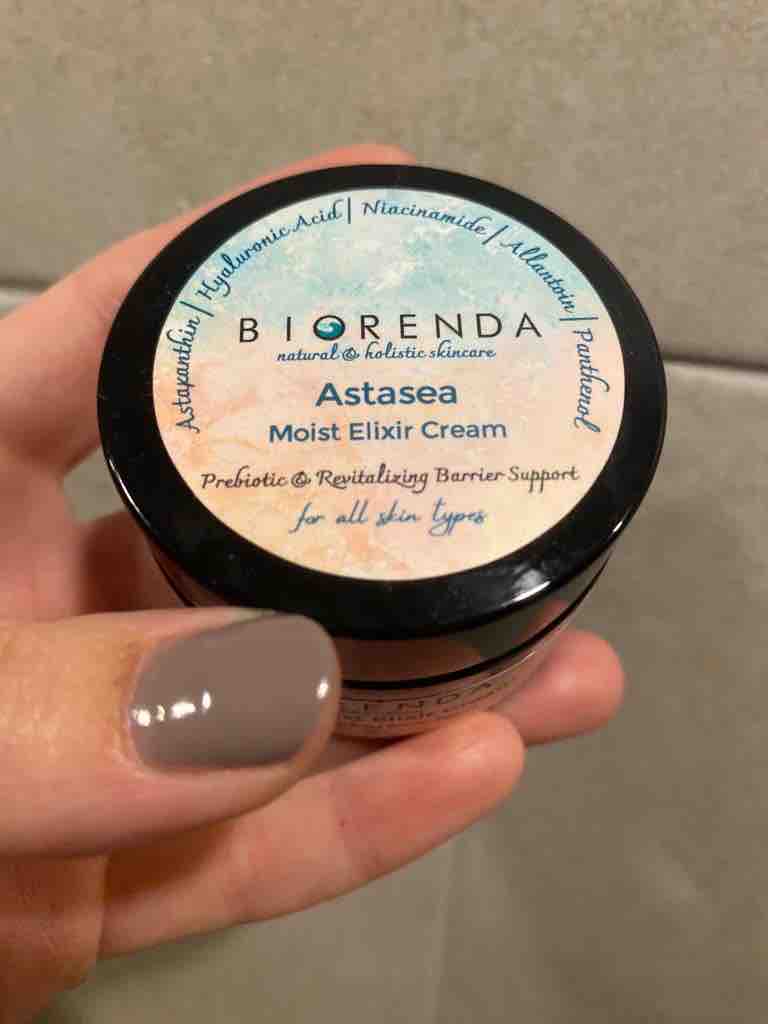 Astaxanthin | Hyaluronic Acid | Niacinamide | Allantoin | Panthenol
BIORENDA
natural & holistic skincare
Astasea
Moist Elixir Cream
Prebiotic & Revitalizing Barrier Support
for all skin types